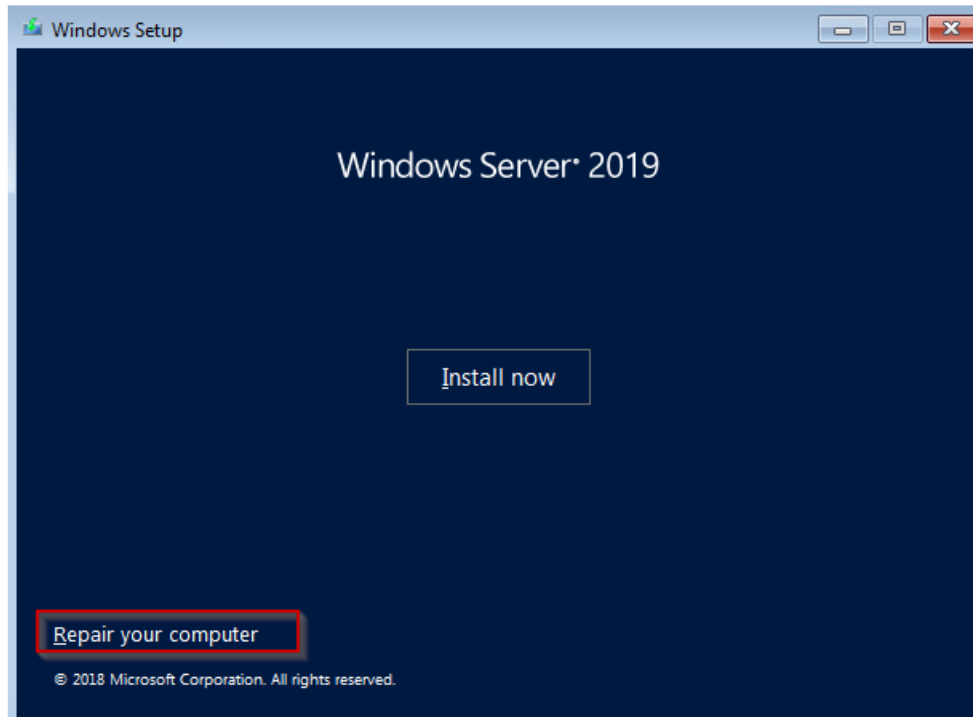 Windows Setup
Windows Server® 2019
Install now
Repair your computer
© 2018 Microsoft Corporation. All rights reserved.